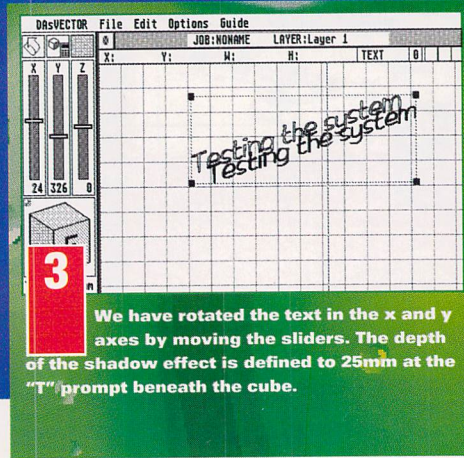 DAsVECTOR File Edit Options Guide
0 JOB:NONAME LAYER:Layer 1
X: Y: W: H: TEXT 0
X Y Z
Testing the system
Testing the system
24 326 0
3
We have rotated the text in the x and y
axes by moving the sliders. The depth
of the shadow effect is defined to 25mm at the
"T" prompt beneath the cube.